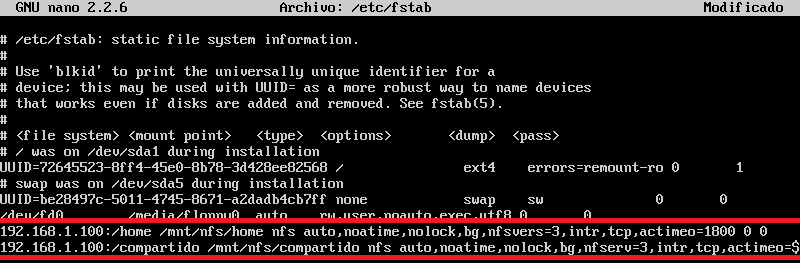 GNU nano 2.2.6 Archivo: /etc/fstab Modificado
# /etc/fstab: static file system information.
#
# Use 'blkid' to print the universally unique identifier for a
# device; this may be used with UUID= as a more robust way to name devices
# that works even if disks are added and removed. See fstab(5).
#
# <file system> <mount point> <type> <options> <dump> <pass>
# / was on /dev/sda1 during installation
UUID=72645523-8ff4-45e0-8b78-3d428ee82568 / ext4 errors=remount-ro 0 1
# swap was on /dev/sda5 during installation
UUID=be28497c-5011-4745-8671-a2dadb4cb7ff none swap sw 0 0
/dev/fd0 /media/floppy0 auto rw,user,noauto,exec,utf8 0 0
192.168.1.100:/home /mnt/nfs/home nfs auto,noatime,nolock,bg,nfsvers=3,intr,tcp,actimeo=1800 0 0
192.168.1.100:/compartido /mnt/nfs/compartido nfs auto,noatime,nolock,bg,nfserv=3,intr,tcp,actimeo=$